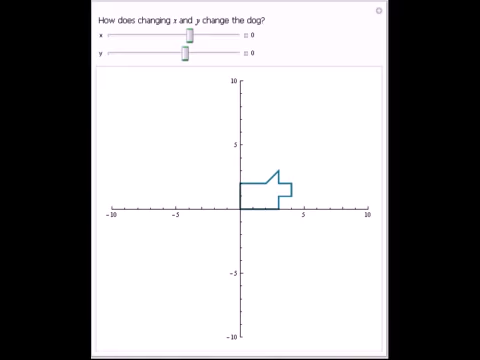 How does changing x and y change the dog?
x 0
y 0
10
5
-10 -5 5 10
-5
-10